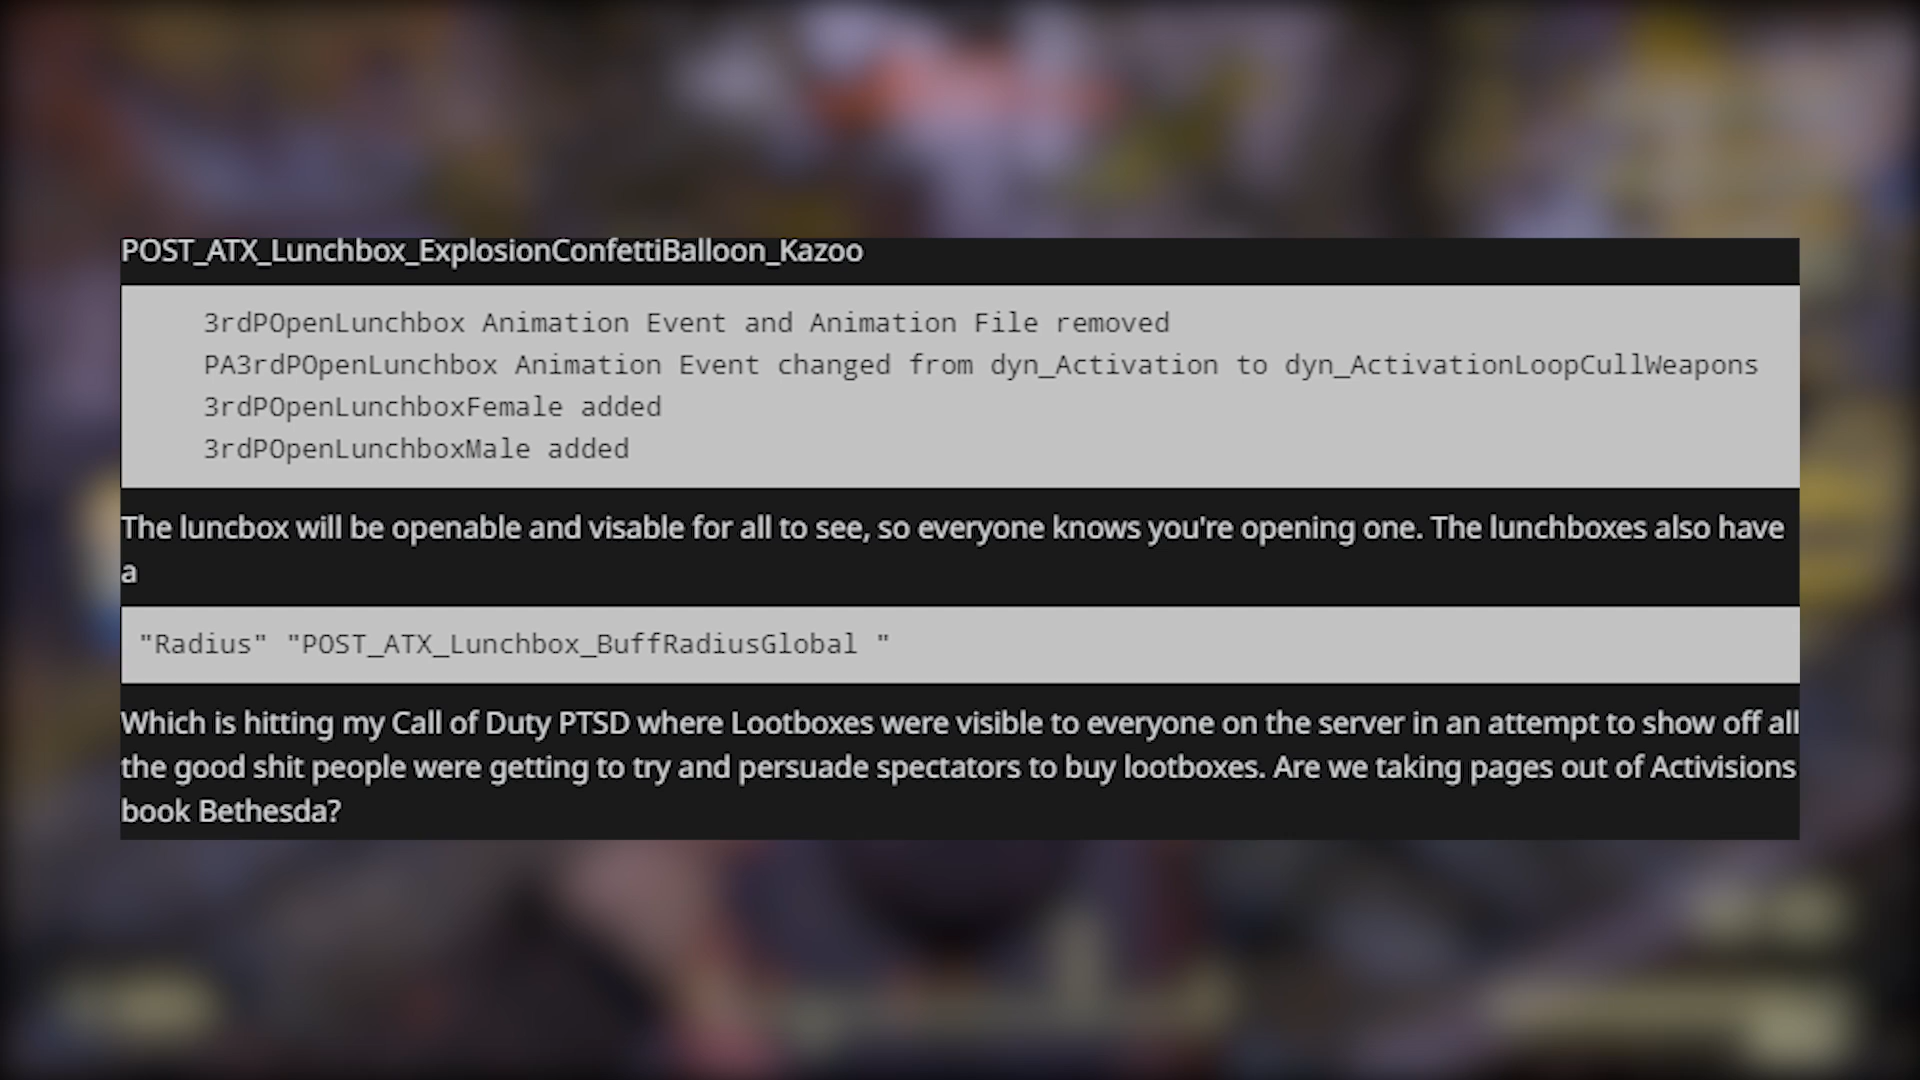 POST_ATX_Lunchbox_ExplosionConfettiBalloon_Kazoo
3rdPOpenLunchbox Animation Event and Animation File removed
PA3rdPOpenLunchbox Animation Event changed from dyn_Activation to dyn_ActivationLoopCullWeapons
3rdPOpenLunchboxFemale added
3rdPOpenLunchboxMale added
The luncbox will be openable and visable for all to see, so everyone knows you're opening one. The lunchboxes also have
a
"Radius" "POST_ATX_Lunchbox_BuffRadiusGlobal "
Which is hitting my Call of Duty PTSD where Lootboxes were visible to everyone on the server in an attempt to show off all
the good shit people were getting to try and persuade spectators to buy lootboxes. Are we taking pages out of Activisions
book Bethesda?